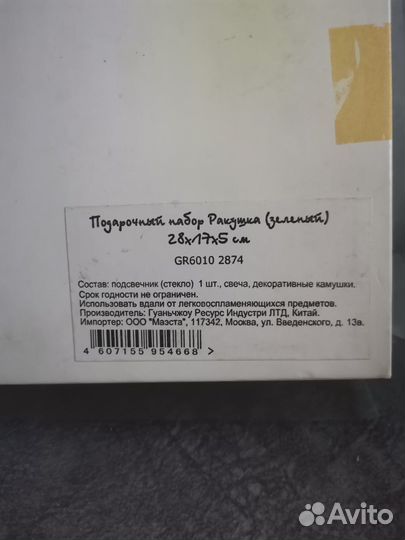 Подарочный набор Ракушка (зеленый)
28х17х5 см
GR6010 2874
Состав: подсвечник (стекло) 1 шт., свеча, декоративные камушки.
Срок годности не ограничен.
Использовать вдали от легковоспламеняющихся предметов.
Производитель: Гуаньчжоу Ресурс Индустри ЛТД, Китай.
Импортер: ООО "Маэста", 117342, Москва, ул. Введенского, д. 13в.
4 607155 954668 >
Avito